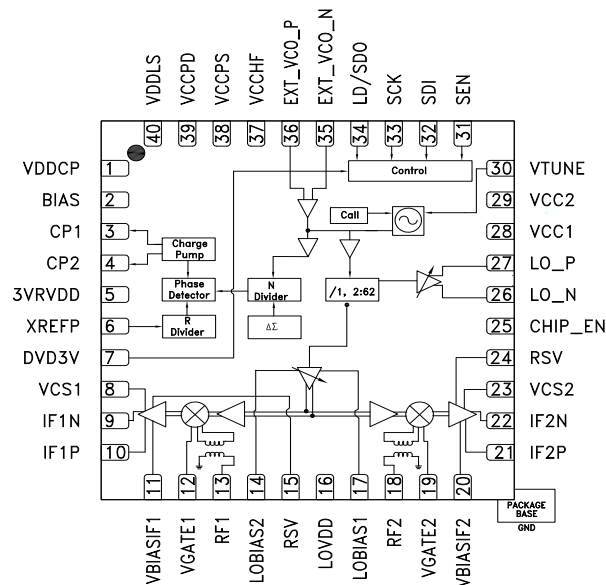 VDDLS
VCCPD
VCCPS
VCCHF
EXT_VCO_P
EXT_VCO_N
LD/SDO
SCK
SDI
SEN
40
39
38
37
36
35
34
33
32
31
VDDCP 1
BIAS 2
CP1 3
CP2 4
3VRVDD 5
XREFP 6
DVD3V 7
VCS1 8
IF1N 9
IF1P 10
Control
Call
Charge
Pump
Phase
Detector
R
Divider
N
Divider
ΔΣ
/1, 2:62
30 VTUNE
29 VCC2
28 VCC1
27 LO_P
26 LO_N
25 CHIP_EN
24 RSV
23 VCS2
22 IF2N
21 IF2P
11
12
13
14
15
16
17
18
19
20
VBIASIF1
VGATE1
RF1
LOBIAS2
RSV
LOVDD
LOBIAS1
RF2
VGATE2
VBIASIF2
PACKAGE
BASE
GND